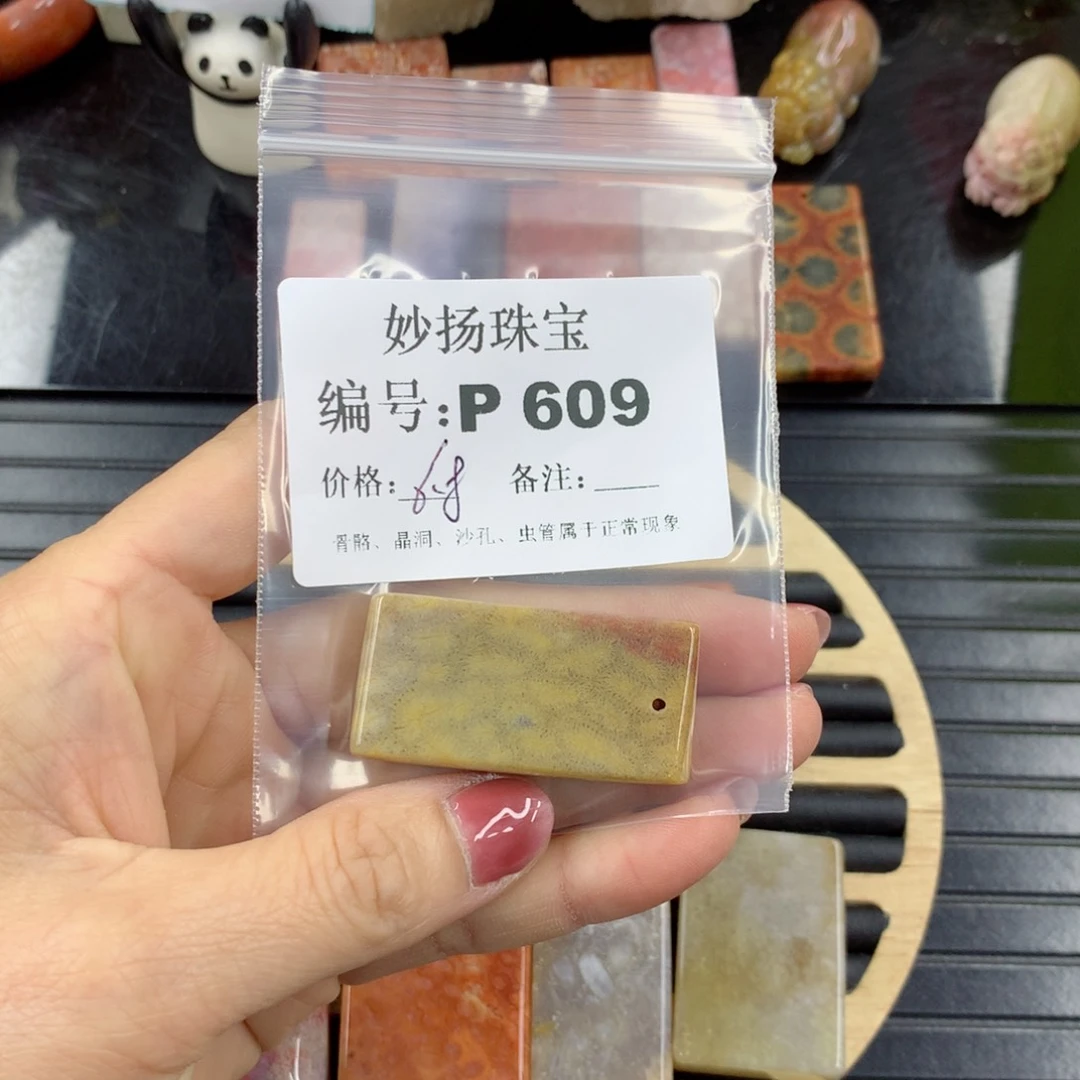 妙扬珠宝
编号:P 609
价格: 68 备注:____
骨骼、晶洞、沙孔、虫管属于正常现象